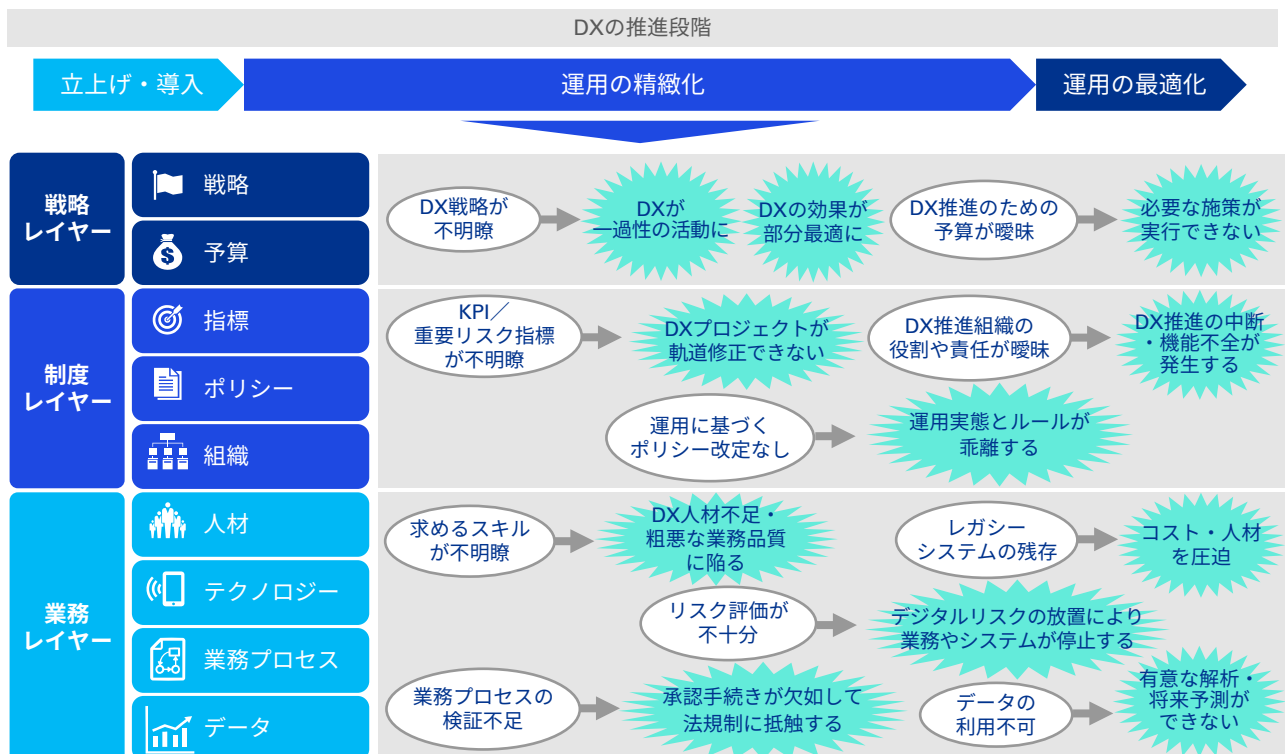 DXの推進段階
立上げ・導入
運用の精緻化
運用の最適化
戦略
レイヤー
戦略
予算
DX戦略が
不明瞭
DXが
一過性の活動に
DXの効果が
部分最適に
DX推進のための
予算が曖昧
必要な施策が
実行できない
制度
レイヤー
指標
ポリシー
組織
KPI／
重要リスク指標
が不明瞭
DXプロジェクトが
軌道修正できない
DX推進組織の
役割や責任が曖昧
DX推進の中断
・機能不全が
発生する
運用に基づく
ポリシー改定なし
運用実態とルールが
乖離する
業務
レイヤー
人材
テクノロジー
業務プロセス
データ
求めるスキル
が不明瞭
DX人材不足・
粗悪な業務品質
に陥る
レガシー
システムの残存
コスト・人材
を圧迫
リスク評価が
不十分
デジタルリスクの放置により
業務やシステムが停止する
業務プロセスの
検証不足
承認手続きが欠如して
法規制に抵触する
データの
利用不可
有意な解析・
将来予測が
できない